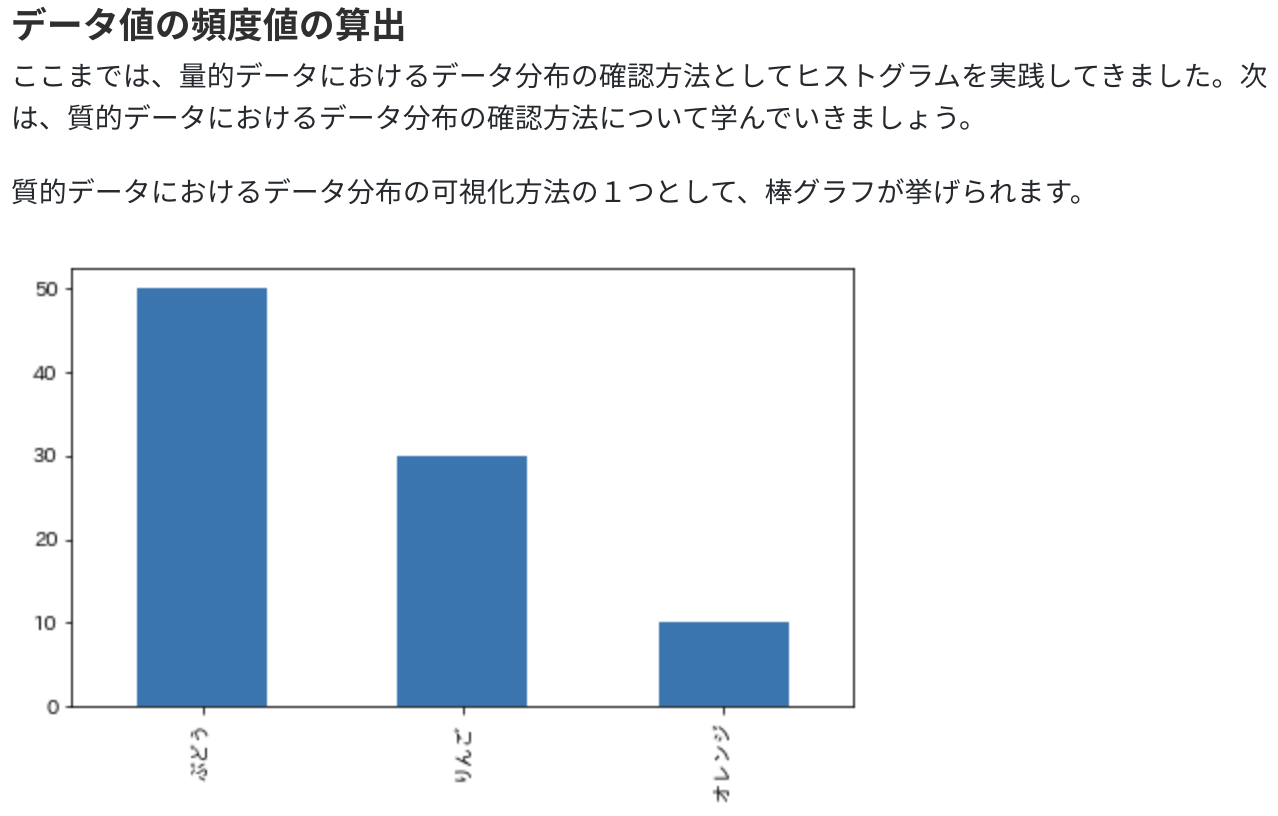 データ値の頻度値の算出
ここまでは、量的データにおけるデータ分布の確認方法としてヒストグラムを実践してきました。次
は、質的データにおけるデータ分布の確認方法について学んでいきましょう。
質的データにおけるデータ分布の可視化方法の１つとして、棒グラフが挙げられます。
50
40
30
20
10
0
ぶどう
りんご
オレンジ